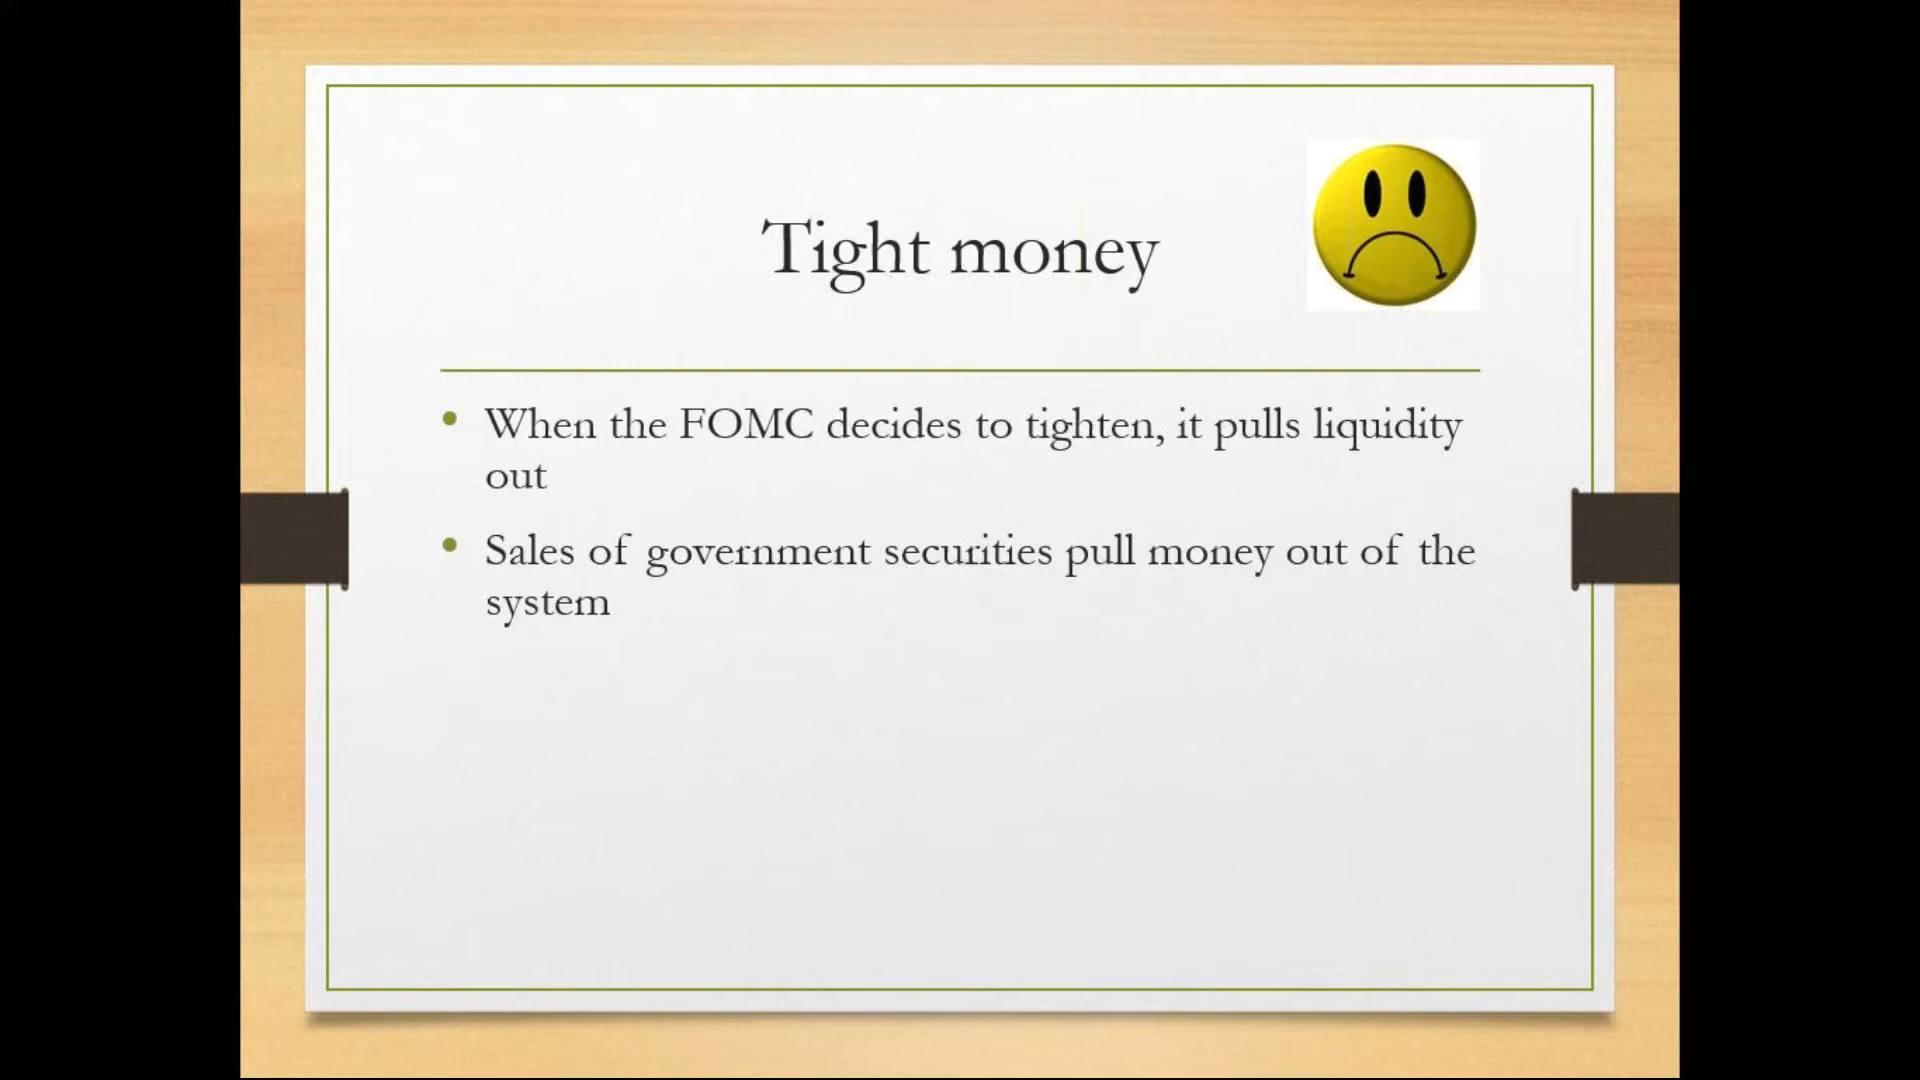 Tight money
• When the FOMC decides to tighten, it pulls liquidity
out
• Sales of government securities pull money out of the
system